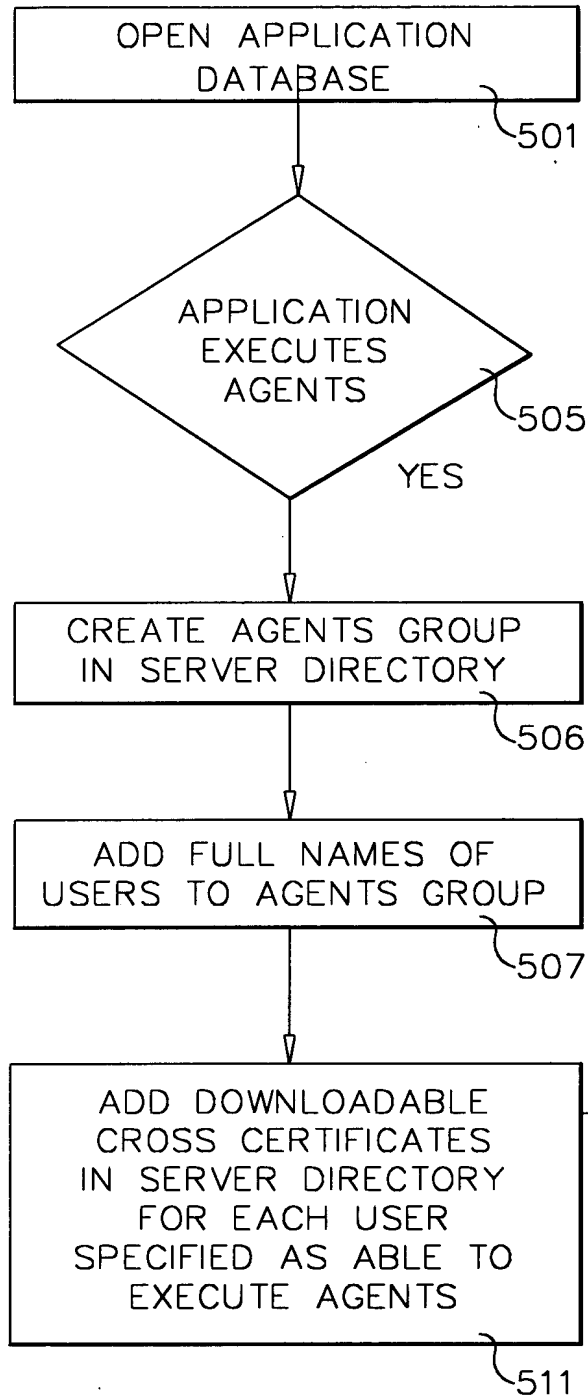 OPEN APPLICATION
DATABASE
501
APPLICATION
EXECUTES
AGENTS
505
YES
CREATE AGENTS GROUP
IN SERVER DIRECTORY
506
ADD FULL NAMES OF
USERS TO AGENTS GROUP
507
ADD DOWNLOADABLE
CROSS CERTIFICATES
IN SERVER DIRECTORY
FOR EACH USER
SPECIFIED AS ABLE TO
EXECUTE AGENTS
511